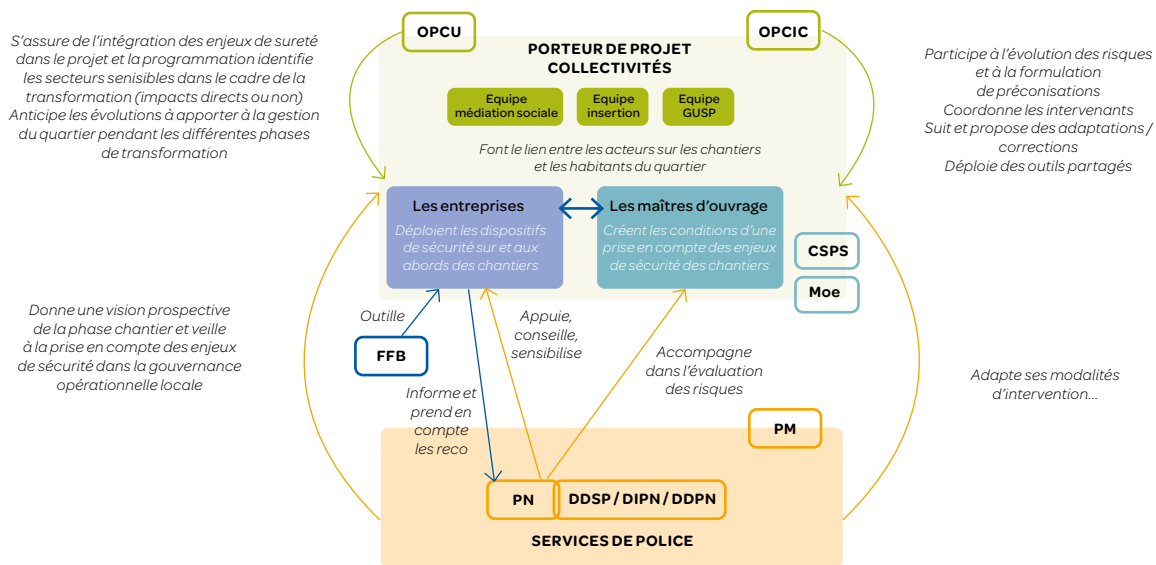 OPCU
OPCIC
S'assure de l'intégration des enjeux de sureté
dans le projet et la programmation identifie
les secteurs sensisibles dans le cadre de la
transformation (impacts directs ou non)
Anticipe les évolutions à apporter à la gestion
du quartier pendant les différentes phases
de transformation
PORTEUR DE PROJET
COLLECTIVITÉS
Equipe
médiation sociale
Equipe
insertion
Equipe
GUSP
Font le lien entre les acteurs sur les chantiers
et les habitants du quartier
Participe à l'évolution des risques
et à la formulation
de préconisations
Coordonne les intervenants
Suit et propose des adaptations /
corrections
Déploie des outils partagés
Les entreprises
Déploient les dispositifs
de sécurité sur et aux
abords des chantiers
Les maîtres d'ouvrage
Créent les conditions d'une
prise en compte des enjeux
de sécurité des chantiers
CSPS
Moe
Donne une vision prospective
de la phase chantier et veille
à la prise en compte des enjeux
de sécurité dans la gouvernance
opérationnelle locale
Outille
FFB
Appuie,
conseille,
sensibilise
Accompagne
dans l'évaluation
des risques
Informe et
prend en
compte
les reco
Adapte ses modalités
d'intervention...
PM
PN
DDSP / DIPN / DDPN
SERVICES DE POLICE